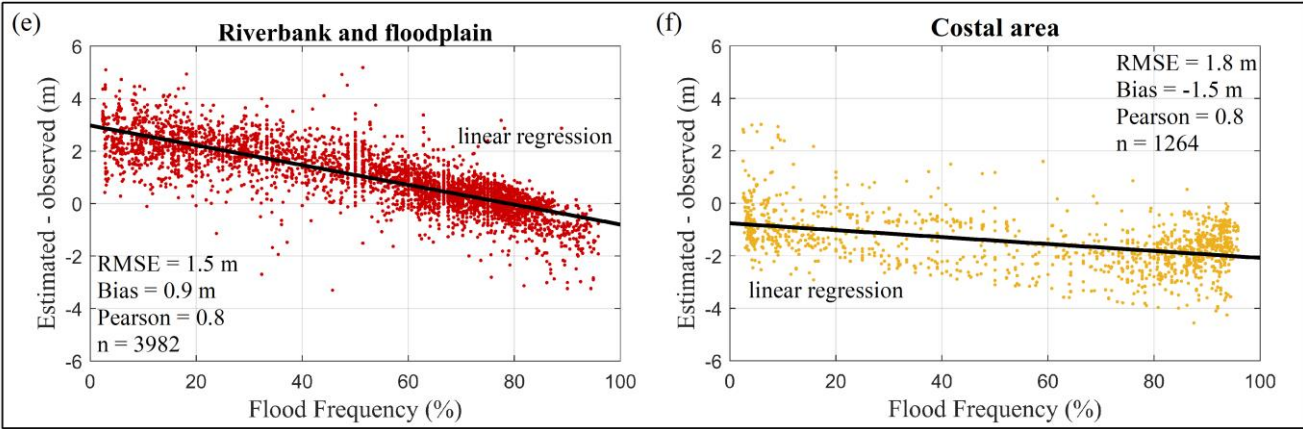 (e)
Riverbank and floodplain
6
4
2
0
-2
-4
-6
Estimated - observed (m)
linear regression
RMSE = 1.5 m
Bias = 0.9 m
Pearson = 0.8
n = 3982
0 20 40 60 80 100
Flood Frequency (%)
(f)
Costal area
6
4
2
0
-2
-4
-6
Estimated - observed (m)
RMSE = 1.8 m
Bias = -1.5 m
Pearson = 0.8
n = 1264
linear regression
0 20 40 60 80 100
Flood Frequency (%)